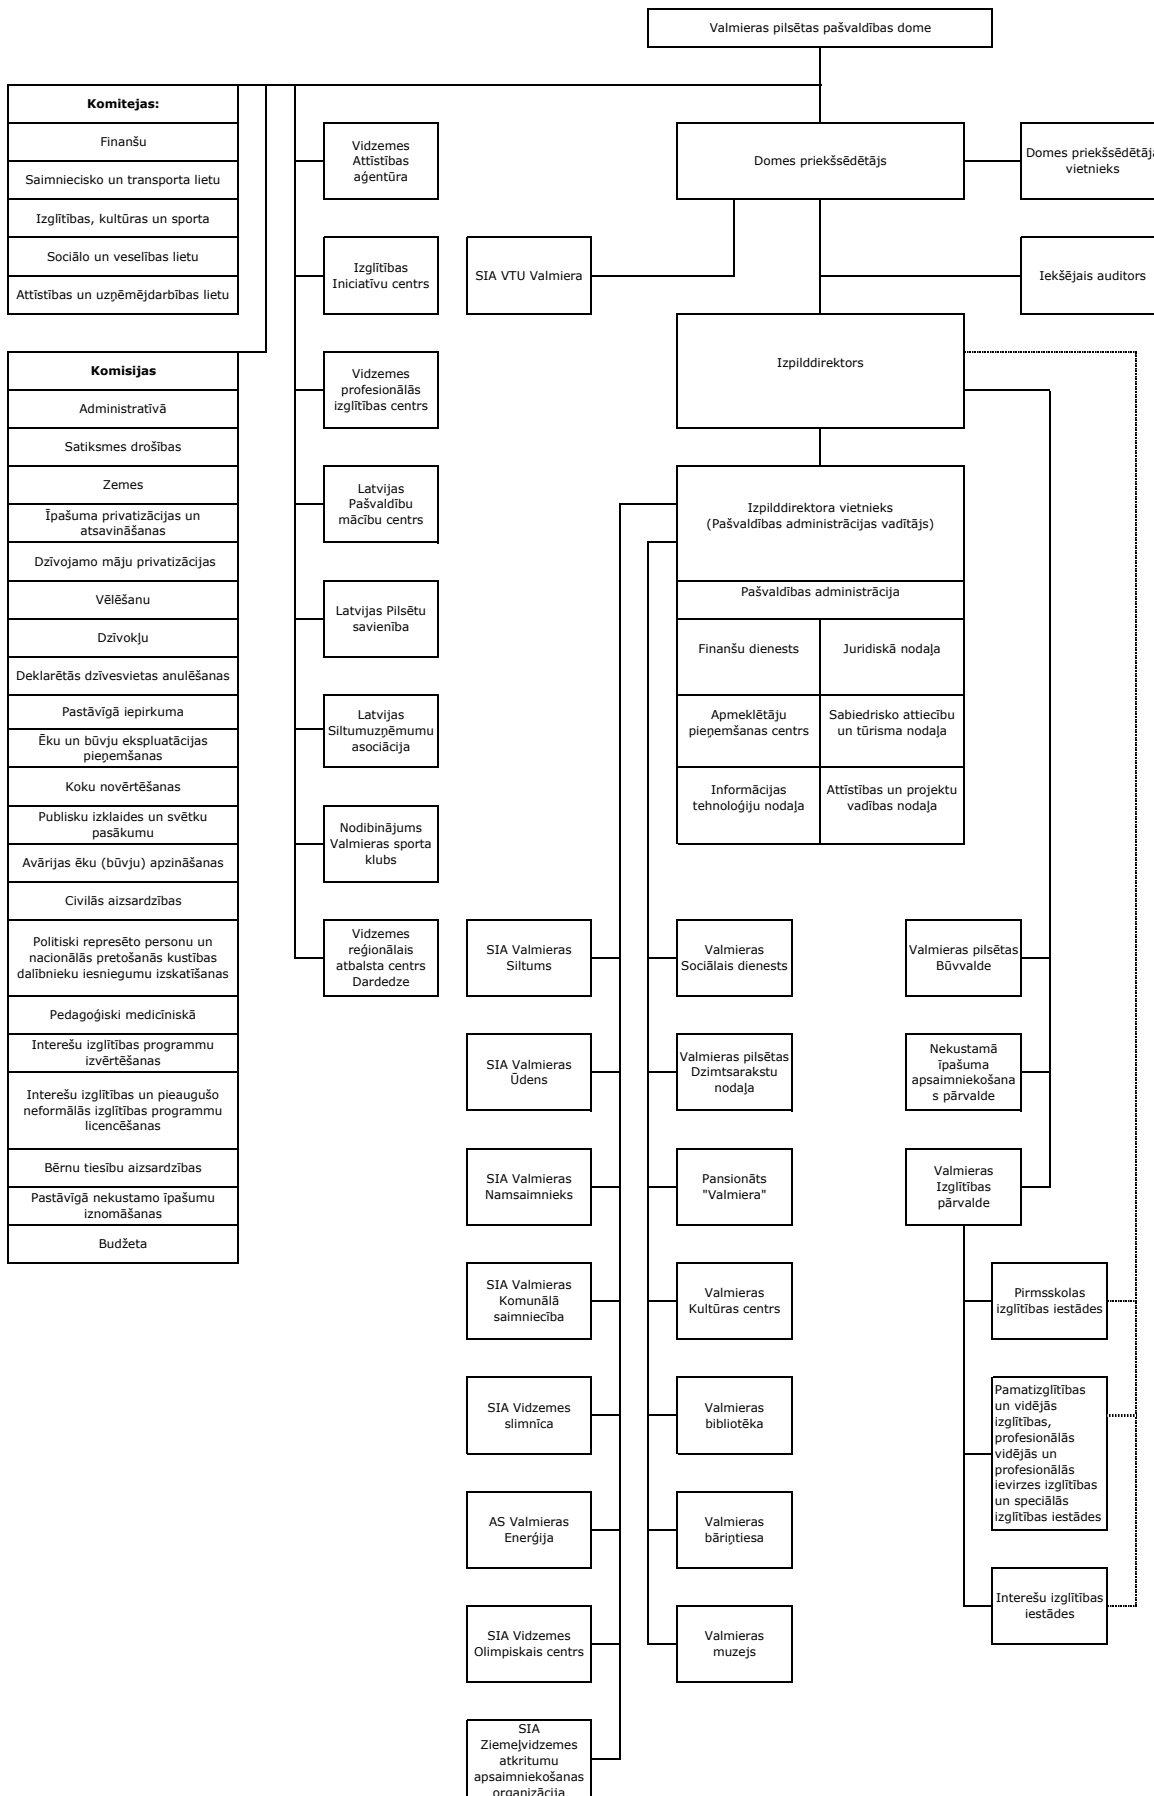 Valmieras pilsētas pašvaldības dome
Komitejas:
Finanšu
Saimniecisko un transporta lietu
Izglītības, kultūras un sporta
Sociālo un veselības lietu
Attīstības un uzņēmējdarbības lietu
Komisijas
Administratīvā
Satiksmes drošības
Zemes
Īpašuma privatizācijas un
atsavināšanas
Dzīvojamo māju privatizācijas
Vēlēšanu
Dzīvokļu
Deklarētās dzīvesvietas anulēšanas
Pastāvīgā iepirkuma
Ēku un būvju ekspluatācijas
pieņemšanas
Koku novērtēšanas
Publisku izklaides un svētku
pasākumu
Avārijas ēku (būvju) apzināšanas
Civilās aizsardzības
Politiski represēto personu un
nacionālās pretošanās kustības
dalībnieku iesniegumu izskatīšanas
Pedagoģiski medicīniskā
Interešu izglītības programmu
izvērtēšanas
Interešu izglītības un pieaugušo
neformālās izglītības programmu
licencēšanas
Bērnu tiesību aizsardzības
Pastāvīgā nekustamo īpašumu
iznomāšanas
Budžeta
Vidzemes
Attīstības
aģentūra
Izglītības
Iniciatīvu centrs
Vidzemes
profesionālās
izglītības centrs
Latvijas
Pašvaldību
mācību centrs
Latvijas Pilsētu
savienība
Latvijas
Siltumuzņēmumu
asociācija
Nodibinājums
Valmieras sporta
klubs
Vidzemes
reģionālais
atbalsta centrs
Dardedze
Domes priekšsēdētājs
Domes priekšsēdētāja
vietnieks
SIA VTU Valmiera
Iekšējais auditors
Izpilddirektors
Izpilddirektora vietnieks
(Pašvaldības administrācijas vadītājs)
Pašvaldības administrācija
Finanšu dienests
Juridiskā nodaļa
Apmeklētāju
pieņemšanas centrs
Sabiedrisko attiecību
un tūrisma nodaļa
Informācijas
tehnoloģiju nodaļa
Attīstības un projektu
vadības nodaļa
SIA Valmieras
Siltums
SIA Valmieras
Ūdens
SIA Valmieras
Namsaimnieks
SIA Valmieras
Komunālā
saimniecība
SIA Vidzemes
slimnīca
AS Valmieras
Enerģija
SIA Vidzemes
Olimpiskais centrs
SIA
Ziemeļvidzemes
atkritumu
apsaimniekošanas
organizācija
Valmieras
Sociālais dienests
Valmieras pilsētas
Dzimtsarakstu
nodaļa
Pansionāts
"Valmiera"
Valmieras
Kultūras centrs
Valmieras
bibliotēka
Valmieras
bāriņtiesa
Valmieras
muzejs
Valmieras pilsētas
Būvvalde
Nekustamā
īpašuma
apsaimniekošana
s pārvalde
Valmieras
Izglītības
pārvalde
Pirmsskolas
izglītības iestādes
Pamatizglītības
un vidējās
izglītības,
profesionālās
vidējās un
profesionālās
ievirzes izglītības
un speciālās
izglītības iestādes
Interešu izglītības
iestādes